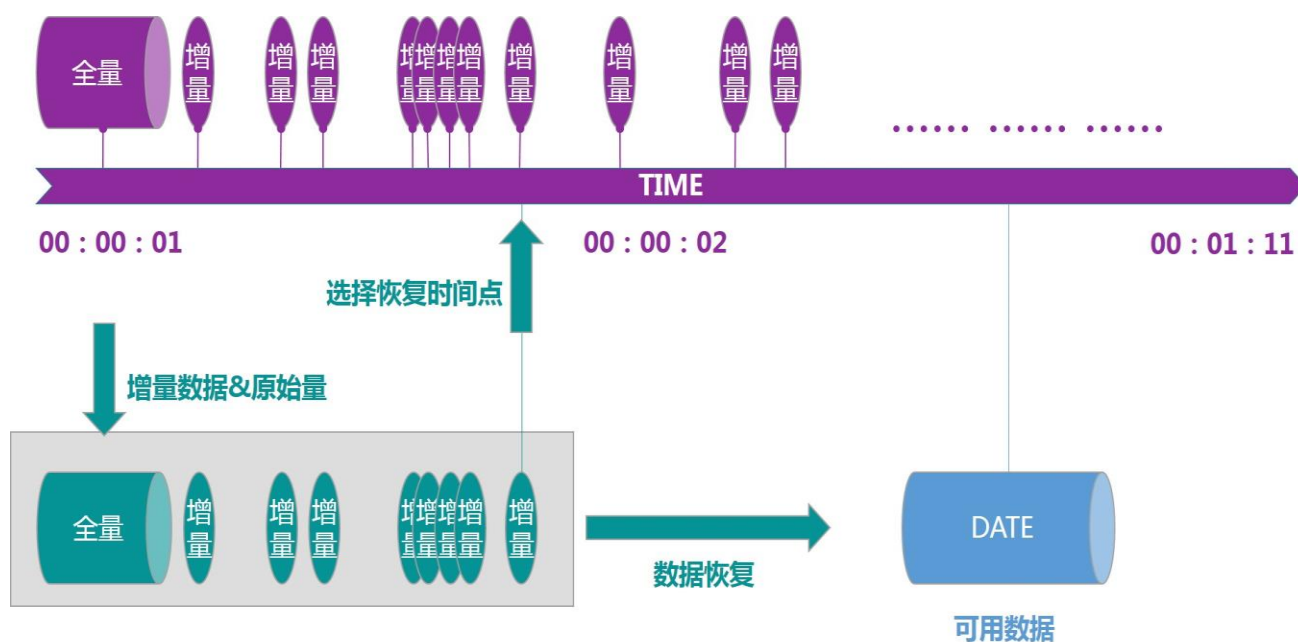 全量
增量
增量
增量
增量
增量
增量
增量
增量
增量
增量
增量
…… …… ……
TIME
00：00：01
00：00：02
00：01：11
选择恢复时间点
增量数据&原始量
全量
增量
增量
增量
增量
增量
增量
增量
增量
数据恢复
DATE
可用数据